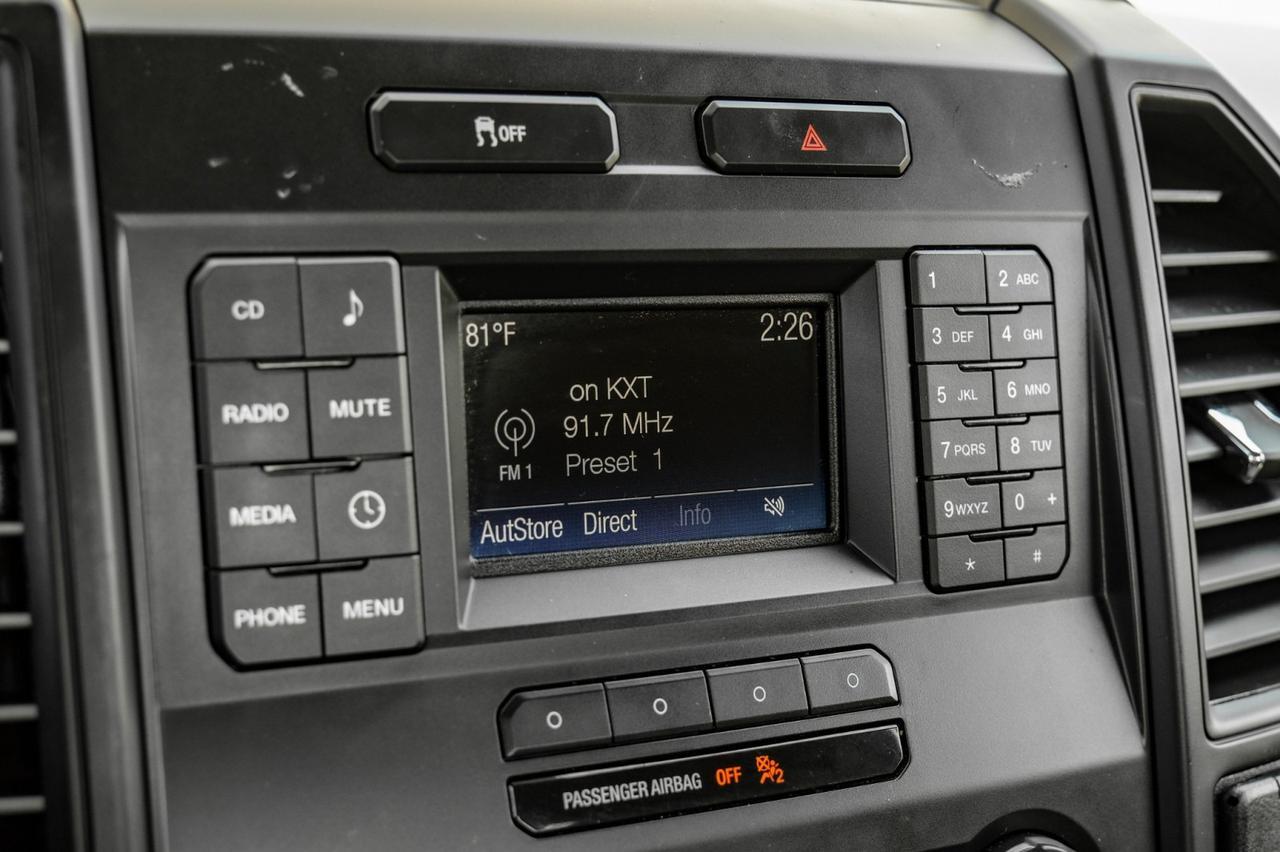 OFF
CD
RADIO MUTE
MEDIA
PHONE MENU
81°F 2:26
on KXT
91.7 MHz
FM 1 Preset 1
AutStore Direct Info
1 2 ABC
3 DEF 4 GHI
5 JKL 6 MNO
7 PQRS 8 TUV
9 WXYZ 0 +
* #
PASSENGER AIRBAG OFF 2